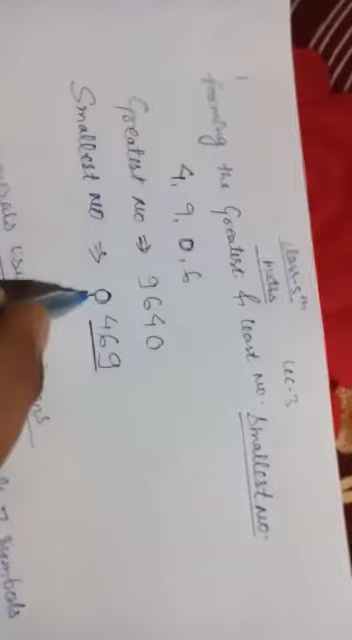 Class-5th Lec-3
Maths
Forming the Greatest & least No. Smallest No.
4, 9, 0, 6
Greatest No ⇒ 9640
Smallest No ⇒ 0469
symbols